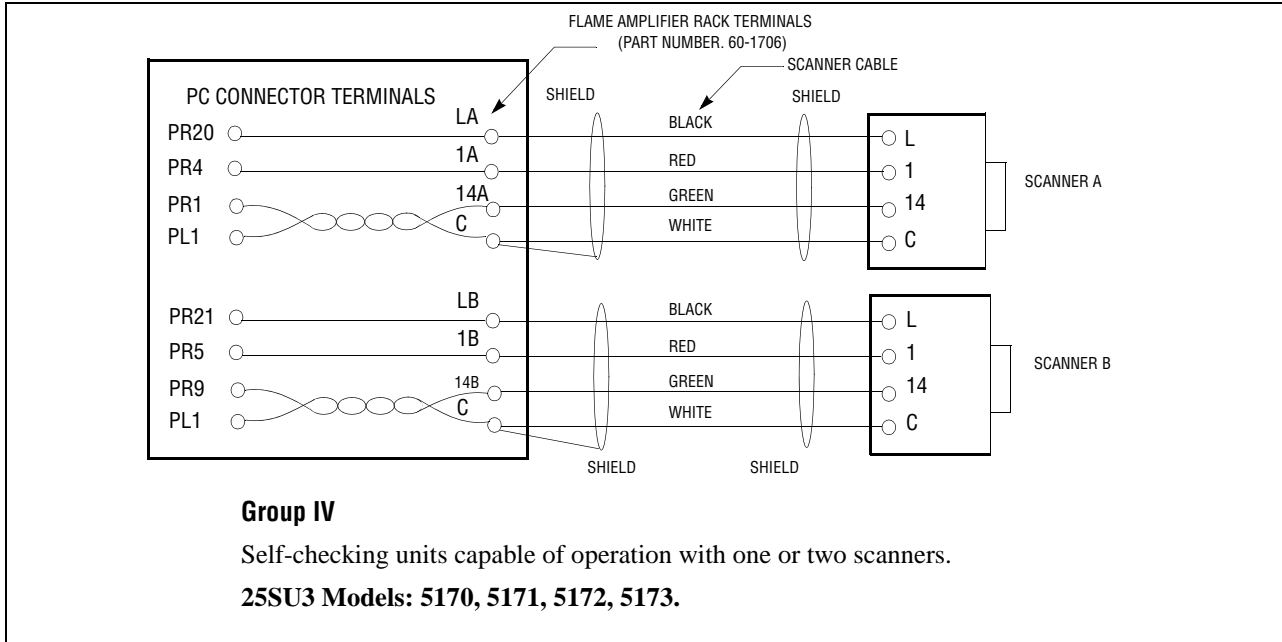 FLAME AMPLIFIER RACK TERMINALS
(PART NUMBER. 60-1706)
SCANNER CABLE
PC CONNECTOR TERMINALS
SHIELD
SHIELD
PR20
LA
BLACK
L
PR4
1A
RED
1
PR1
14A
GREEN
14
PL1
C
WHITE
C
SCANNER A
PR21
LB
BLACK
L
PR5
1B
RED
1
PR9
14B
GREEN
14
PL1
C
WHITE
C
SCANNER B
SHIELD
SHIELD
Group IV
Self-checking units capable of operation with one or two scanners.
25SU3 Models: 5170, 5171, 5172, 5173.